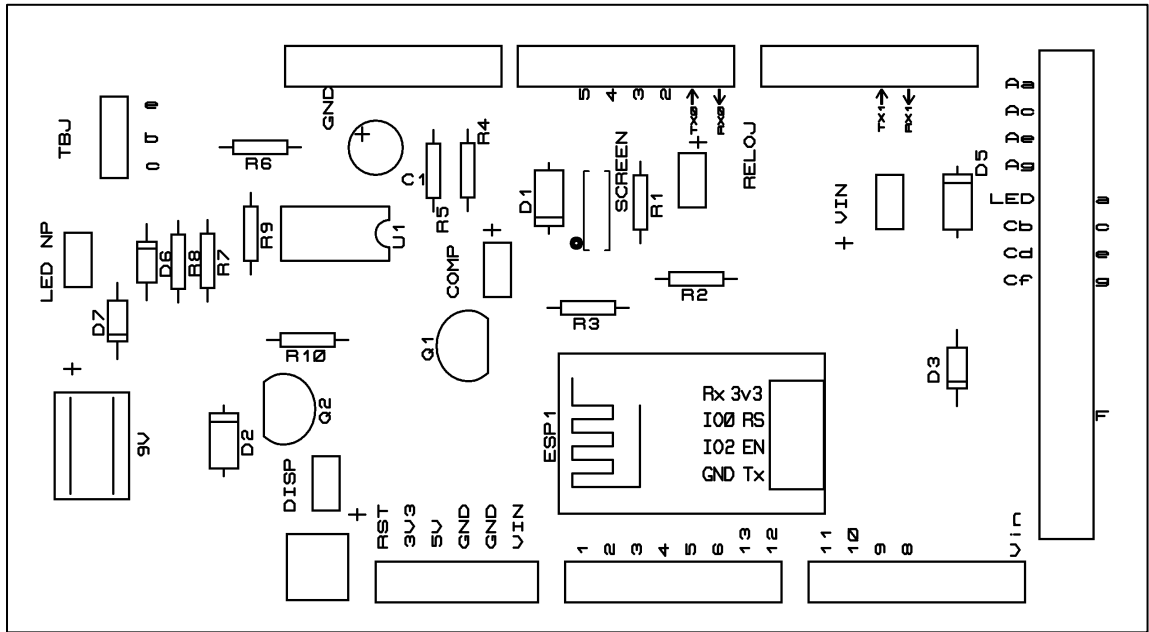 GND
5
4
3
2
TX0→
RX0←
TX1→
RX1←
TBJ
e
b
c
R6
+
C1
R5
R4
D1
SCREEN
R1
+
RELOJ
+ VIN
D5
Aa
Ao
Ae
Ag
LED
Cb
Cd
Cf
a
c
e
g
F
LED NP
D6
R8
R7
R9
U1
COMP
+
R2
R3
D7
R10
Q1
+
9V
Q2
D2
D3
ESP1
Rx 3v3
IO0 RS
IO2 EN
GND Tx
DISP
+
RST
3V3
5V
GND
GND
VIN
1
2
3
4
5
6
13
12
11
10
9
8
Vin